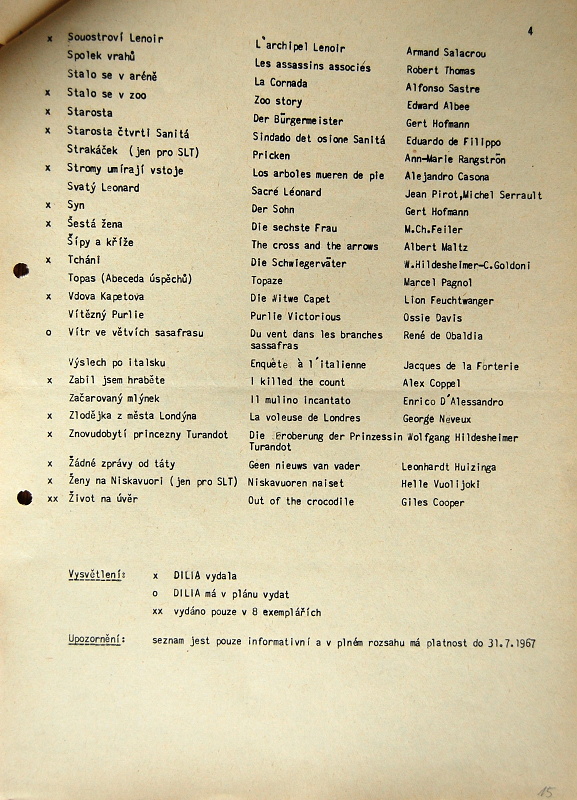 4
x Souostroví Lenoir L'archipel Lenoir Armand Salacrou
Spolek vrahů Les assassins associés Robert Thomas
Stalo se v aréně La Cornada Alfonso Sastre
x Stalo se v zoo Zoo story Edward Albee
x Starosta Der Bürgermeister Gert Hofmann
x Starosta čtvrti Sanitá Sindado det osione Sanitá Eduardo de Filippo
Strakáček (jen pro SLT) Pricken Ann-Marie Rangströn
x Stromy umírají vstoje Los arboles mueren de pie Alejandro Casona
Svatý Leonard Sacré Léonard Jean Pirot,Michel Serrault
x Syn Der Sohn Gert Hofmann
x Šestá žena Die sechste Frau M.Ch.Feiler
Šípy a kříže The cross and the arrows Albert Maltz
x Tcháni Die Schwiegerväter W.Hildesheimer-C.Goldoni
Topas (Abeceda úspěchů) Topaze Marcel Pagnol
x Vdova Kapetova Die Witwe Capet Lion Feuchtwanger
Vítězný Purlie Purlie Victorious Ossie Davis
o Vítr ve větvích sasafrasu Du vent dans les branches René de Obaldia
sassafras
Výslech po italsku Enquête à l'italienne Jacques de la Forterie
x Zabil jsem hraběte I killed the count Alex Coppel
Začarovaný mlýnek Il mulino incantato Enrico D'Alessandro
x Zlodějka z města Londýna La voleuse de Londres George Neveux
x Znovudobytí princezny Turandot Die Eroberung der Prinzessin Wolfgang Hildesheimer
Turandot
x Žádné zprávy od táty Geen nieuws van vader Leonhardt Huizinga
x Ženy na Niskavuori (jen pro SLT) Niskavuoren naiset Helle Vuolijoki
xx Život na úvěr Out of the crocodile Giles Cooper
Vysvětlení: x DILIA vydala
o DILIA má v plánu vydat
xx vydáno pouze v 8 exemplářích
Upozornění: seznam jest pouze informativní a v plném rozsahu má platnost do 31.7.1967
15